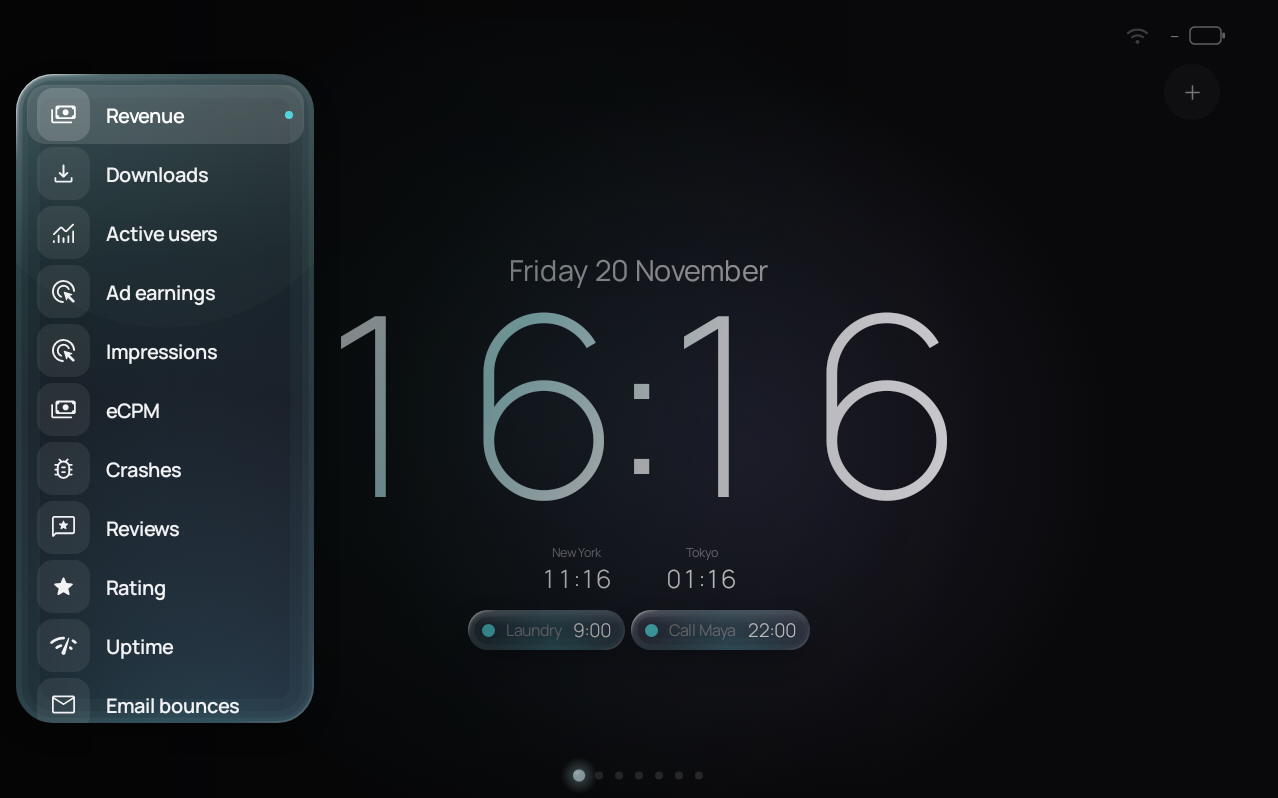 Revenue
Downloads
Active users
Ad earnings
Impressions
eCPM
Crashes
Reviews
Rating
Uptime
Email bounces
–
+
Friday 20 November
16:16
New York
11:16
Tokyo
01:16
Laundry 9:00
Call Maya 22:00